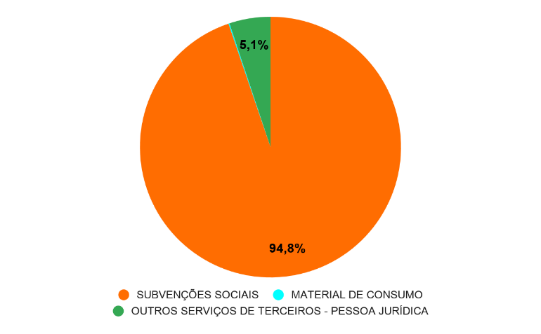 5,1%
94,8%
SUBVENÇÕES SOCIAIS MATERIAL DE CONSUMO
OUTROS SERVIÇOS DE TERCEIROS - PESSOA JURÍDICA